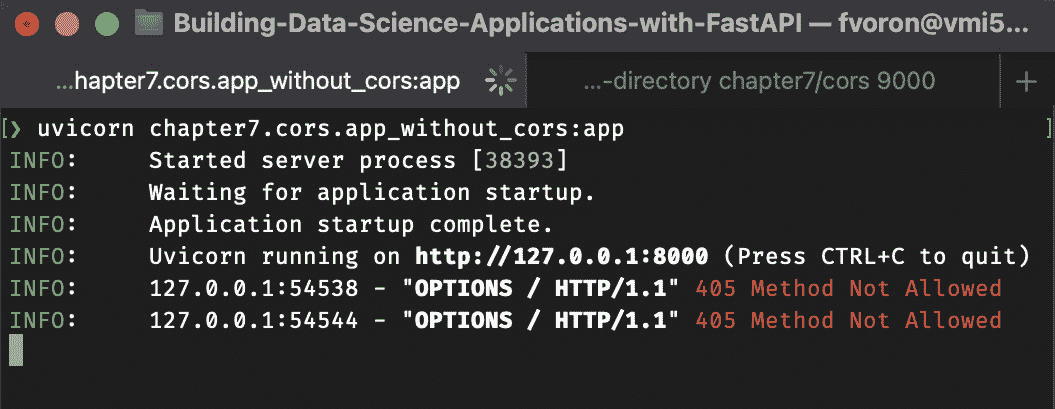 Building-Data-Science-Applications-with-FastAPI — fvoron@vmi5...
...hapter7.cors.app_without_cors:app
...-directory chapter7/cors 9000
+
[❯ uvicorn chapter7.cors.app_without_cors:app ]
INFO:     Started server process [38393]
INFO:     Waiting for application startup.
INFO:     Application startup complete.
INFO:     Uvicorn running on http://127.0.0.1:8000 (Press CTRL+C to quit)
INFO:     127.0.0.1:54538 - "OPTIONS / HTTP/1.1" 405 Method Not Allowed
INFO:     127.0.0.1:54544 - "OPTIONS / HTTP/1.1" 405 Method Not Allowed